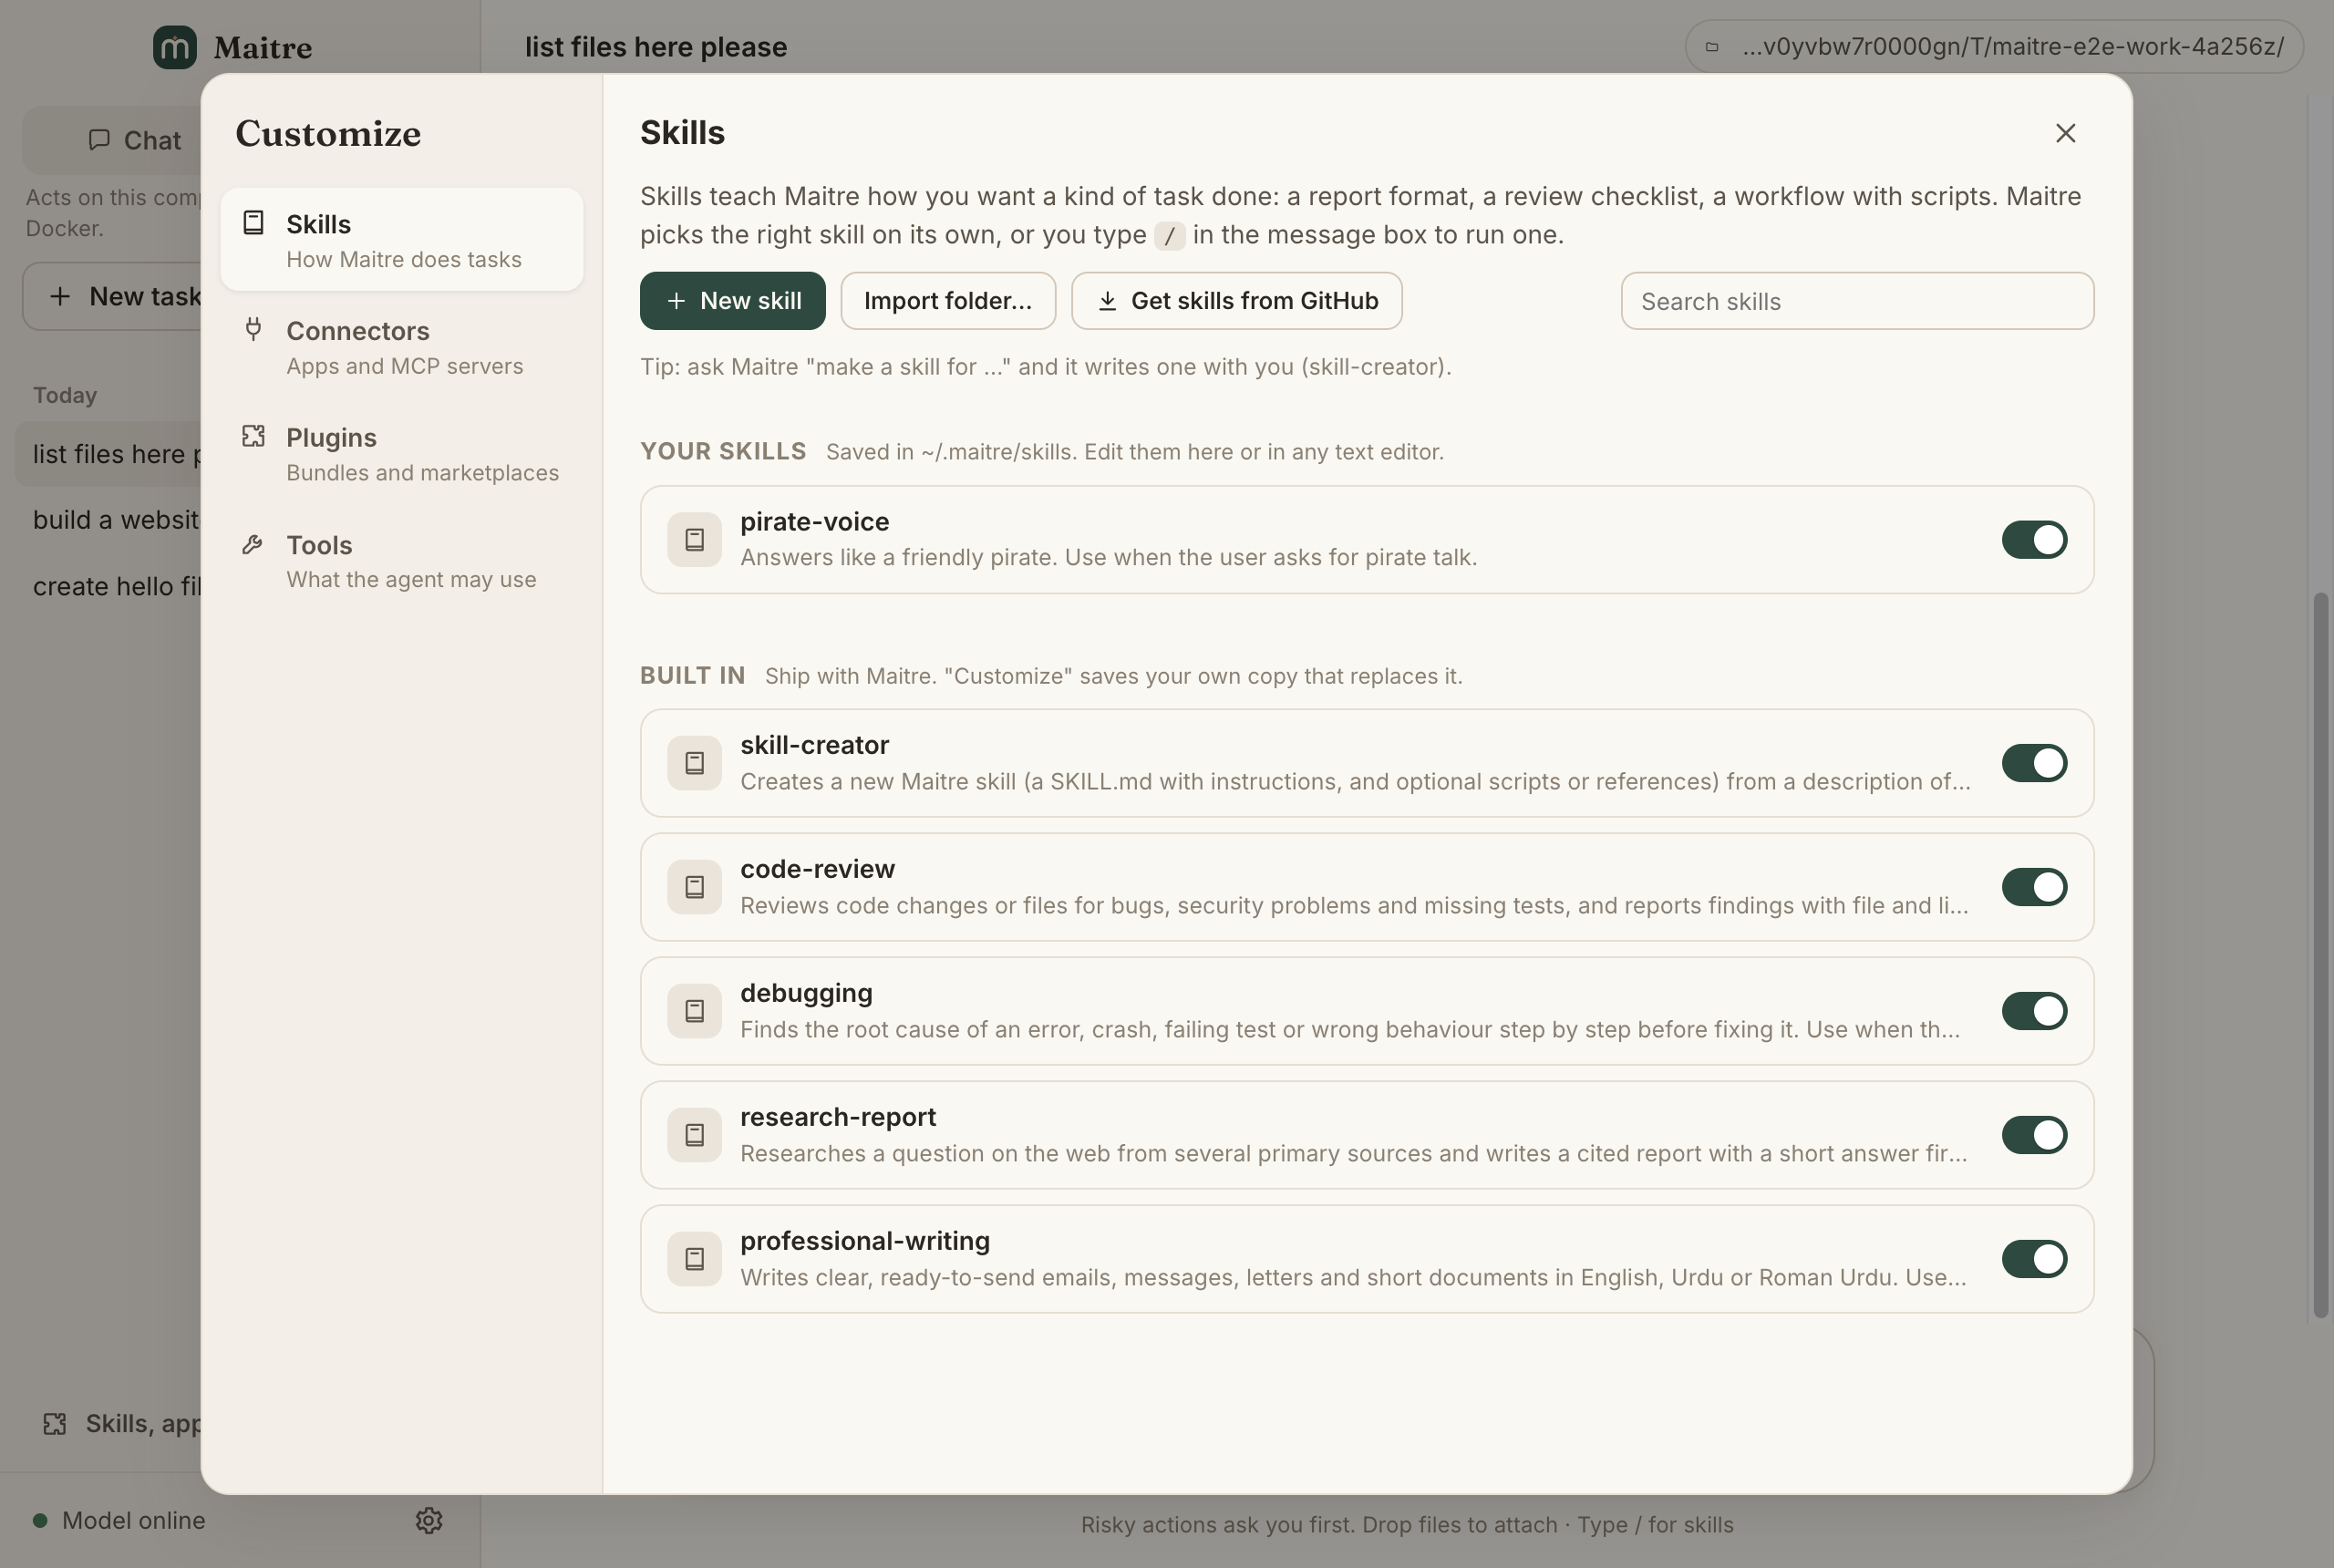 Maitre
list files here please
...v0yvbw7r0000gn/T/maitre-e2e-work-4a256z/
Chat
Acts on this
Docker.
New task
Today
list files here
build a
create hello
Skills,
Model online
Customize
Skills
How Maitre does tasks
Connectors
Apps and MCP servers
Plugins
Bundles and marketplaces
Tools
What the agent may use
Skills
Skills teach Maitre how you want a kind of task done: a report format, a review checklist, a workflow with scripts. Maitre
picks the right skill on its own, or you type / in the message box to run one.
New skill
Import folder...
Get skills from GitHub
Search skills
Tip: ask Maitre "make a skill for ..." and it writes one with you (skill-creator).
YOUR SKILLS Saved in ~/.maitre/skills. Edit them here or in any text editor.
pirate-voice
Answers like a friendly pirate. Use when the user asks for pirate talk.
BUILT IN Ship with Maitre. "Customize" saves your own copy that replaces it.
skill-creator
Creates a new Maitre skill (a SKILL.md with instructions, and optional scripts or references) from a description of...
code-review
Reviews code changes or files for bugs, security problems and missing tests, and reports findings with file and li...
debugging
Finds the root cause of an error, crash, failing test or wrong behaviour step by step before fixing it. Use when th...
research-report
Researches a question on the web from several primary sources and writes a cited report with a short answer fir...
professional-writing
Writes clear, ready-to-send emails, messages, letters and short documents in English, Urdu or Roman Urdu. Use...
Risky actions ask you first. Drop files to attach · Type / for skills